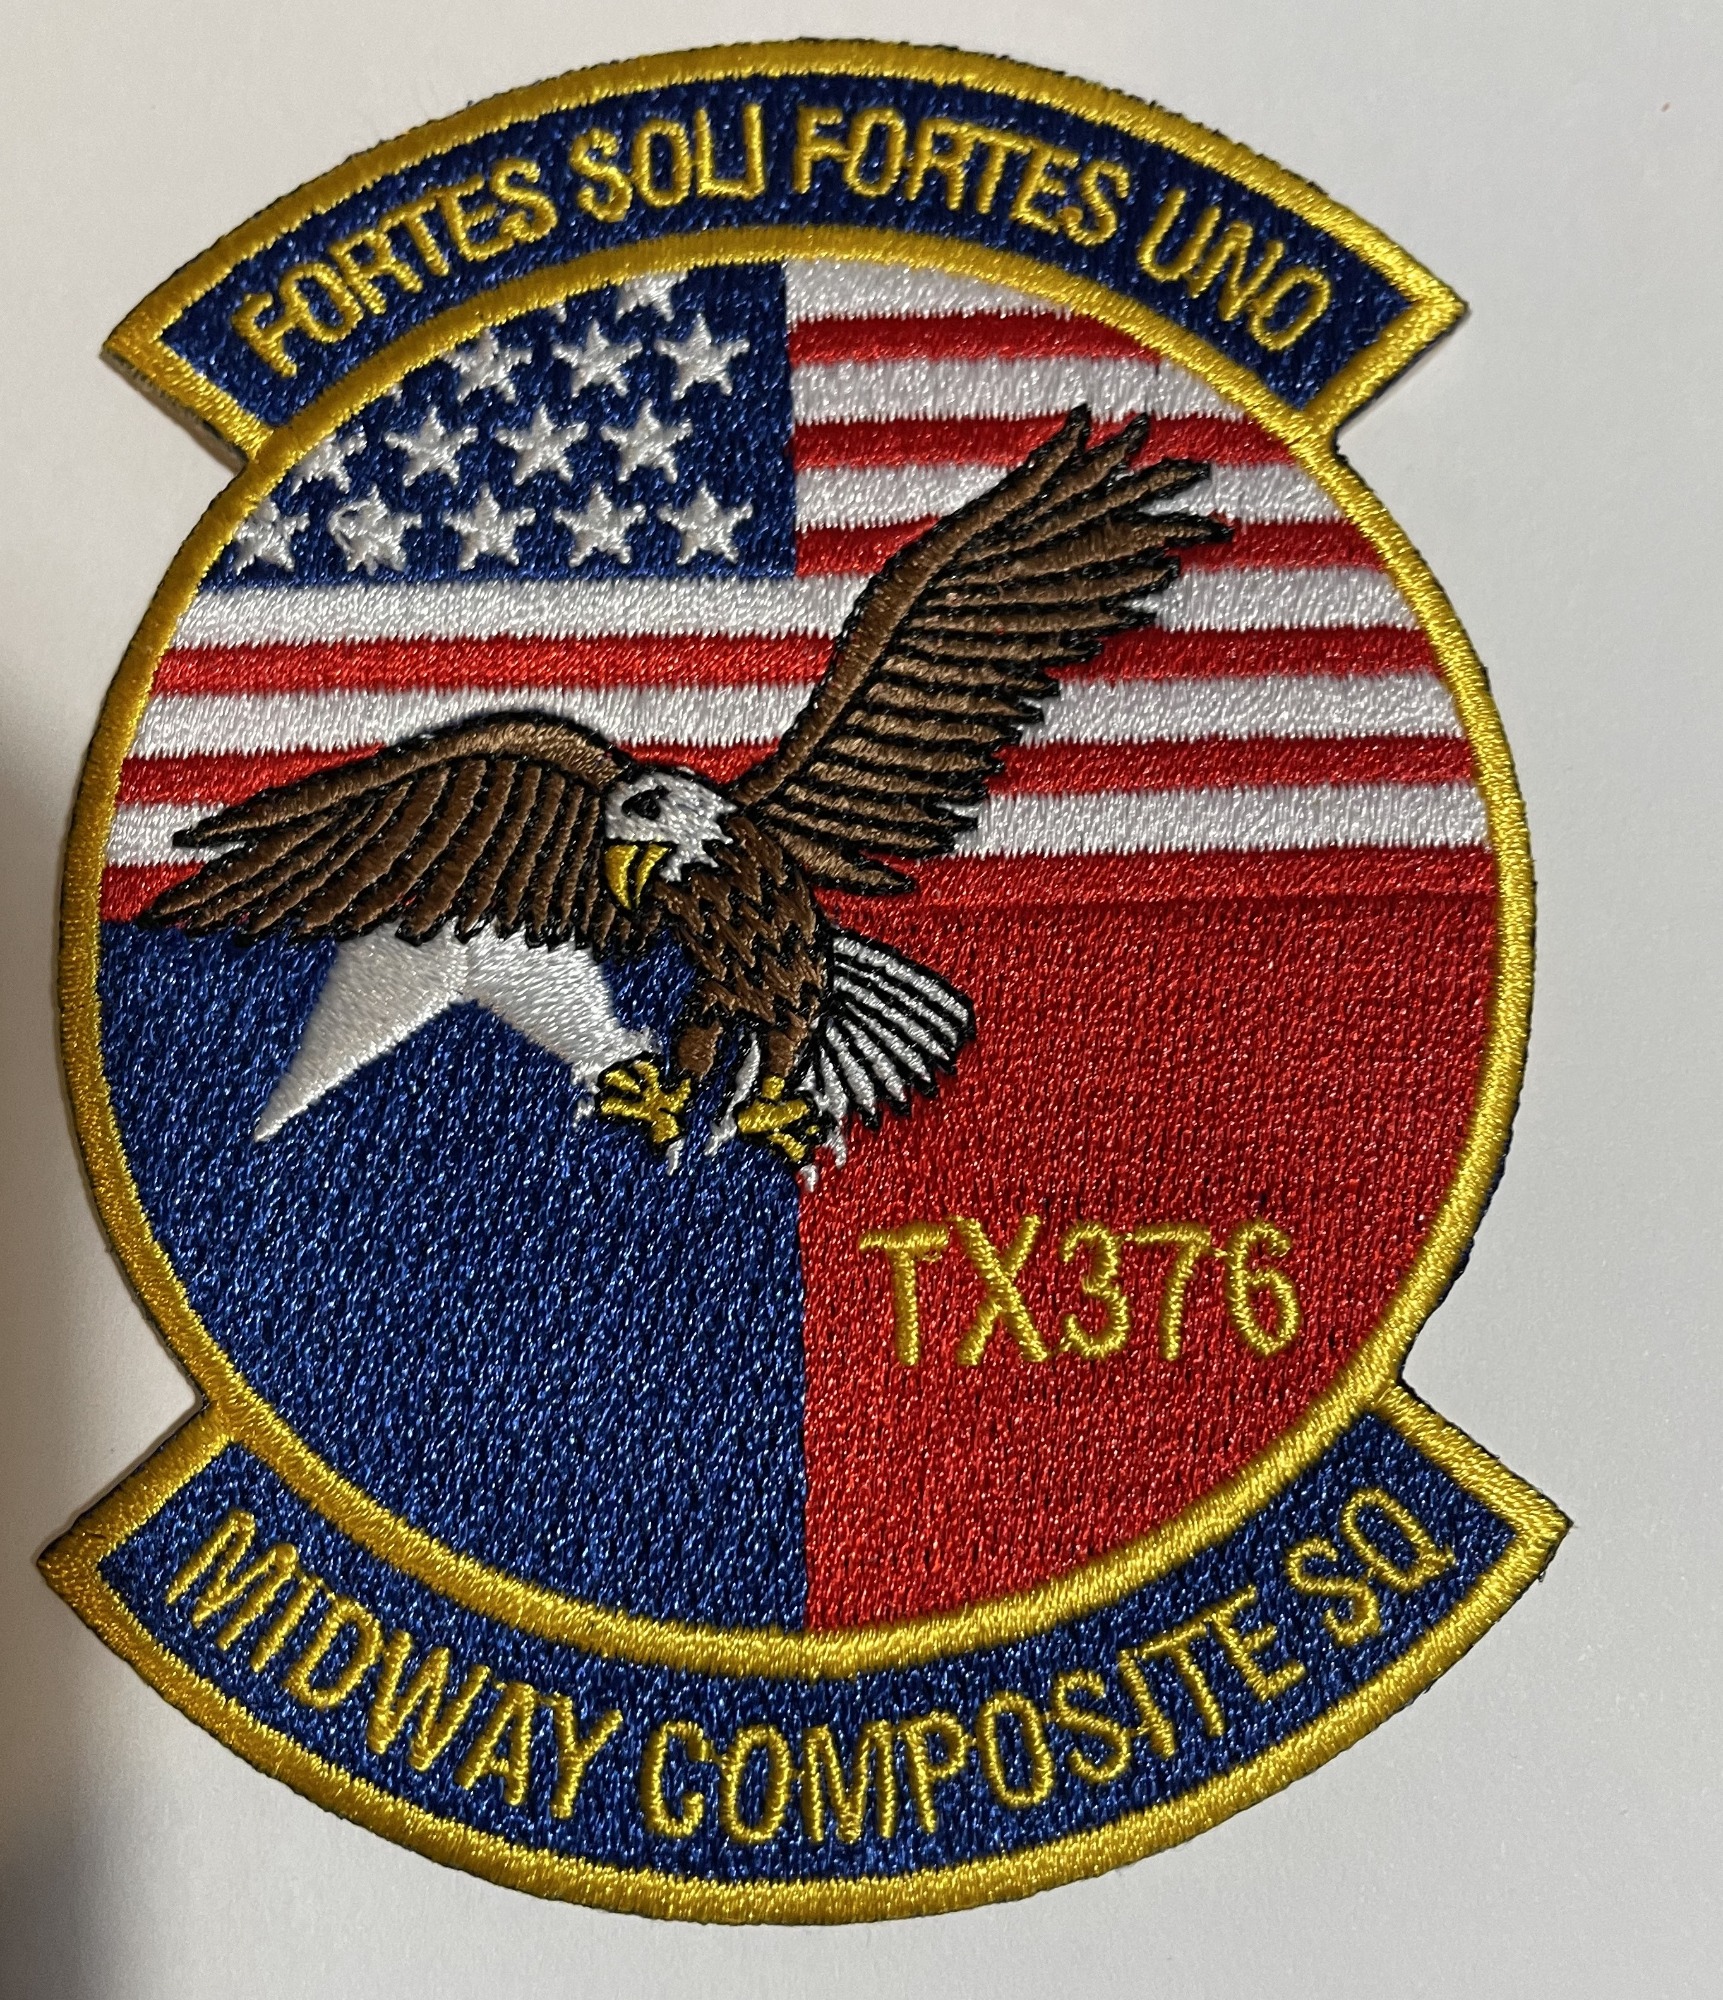 FORTES SOLI FORTES UNO
TX376
MIDWAY COMPOSITE SQ